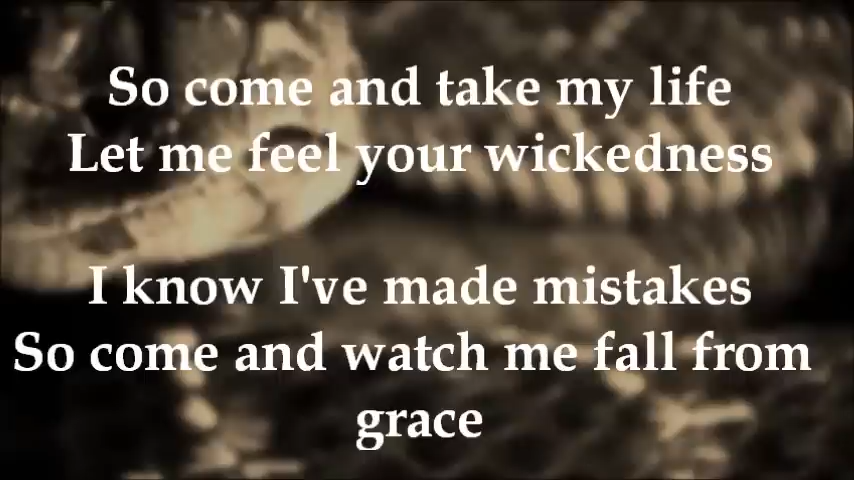 So come and take my life
Let me feel your wickedness
I know I've made mistakes
So come and watch me fall from
grace